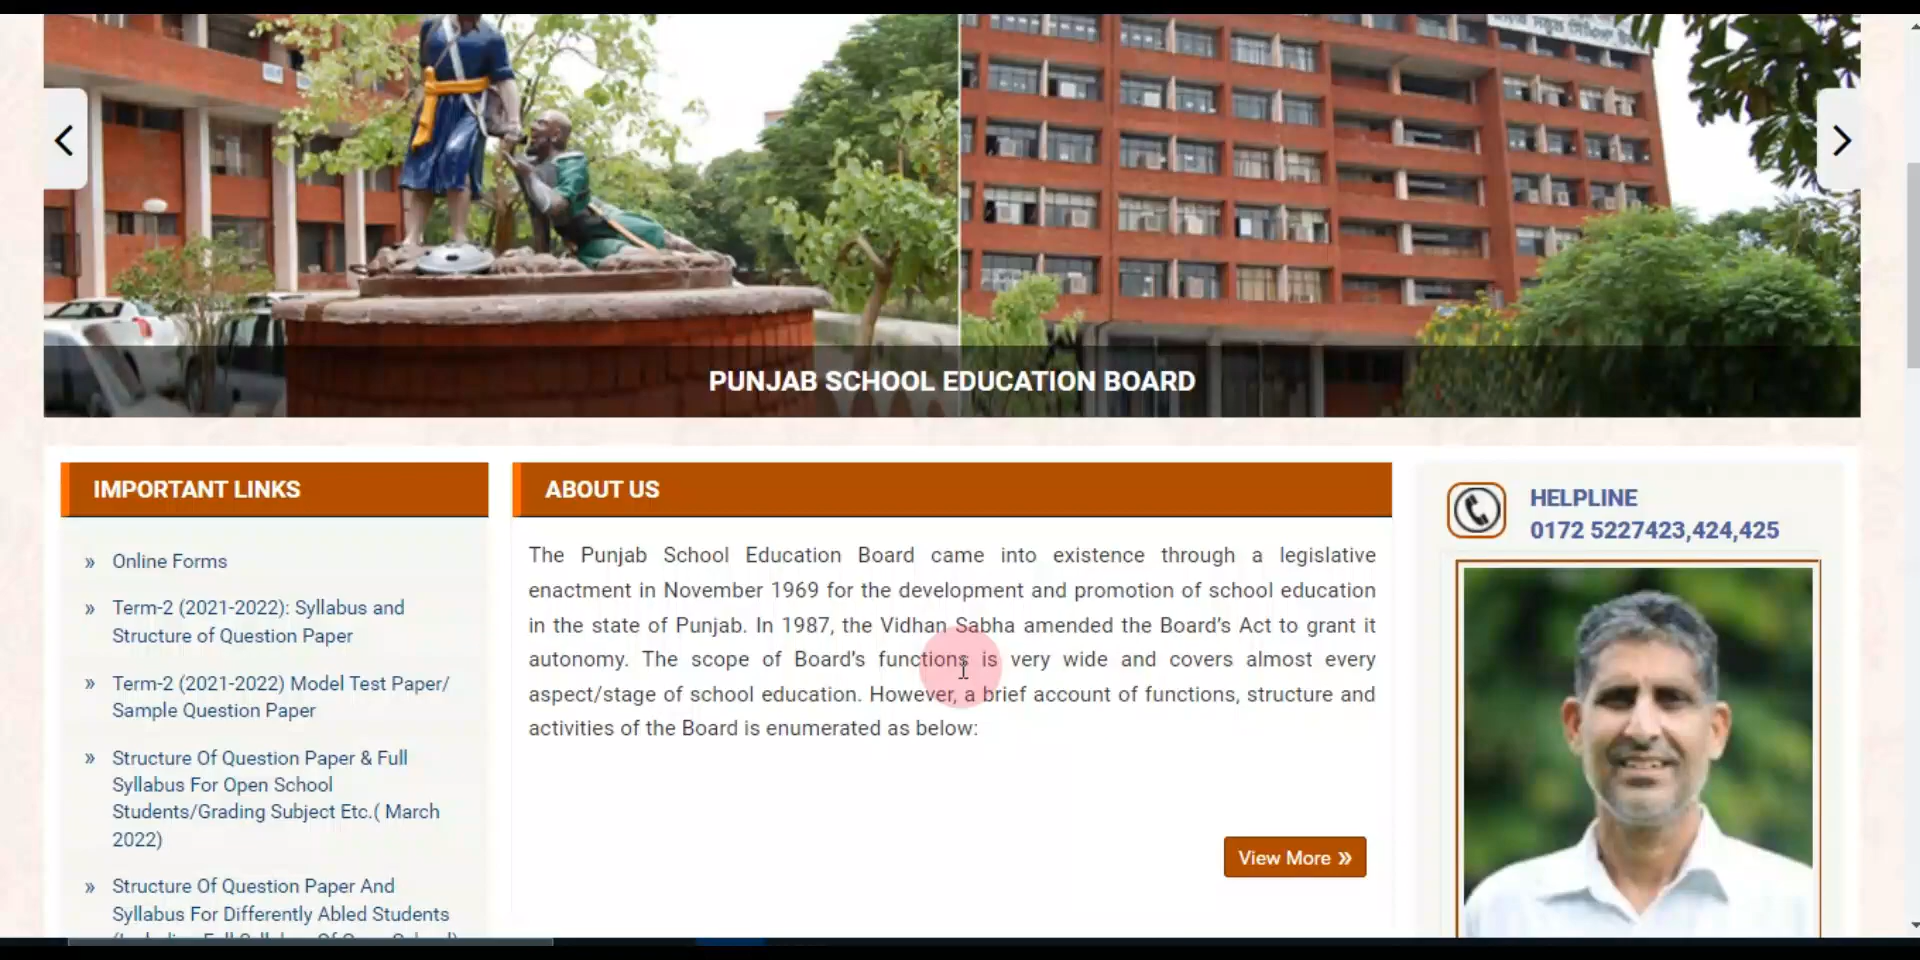 PUNJAB SCHOOL EDUCATION BOARD
IMPORTANT LINKS
» Online Forms
» Term-2 (2021-2022): Syllabus and
Structure of Question Paper
» Term-2 (2021-2022) Model Test Paper/
Sample Question Paper
» Structure Of Question Paper & Full
Syllabus For Open School
Students/Grading Subject Etc.( March
2022)
» Structure Of Question Paper And
Syllabus For Differently Abled Students
ABOUT US
The Punjab School Education Board came into existence through a legislative
enactment in November 1969 for the development and promotion of school education
in the state of Punjab. In 1987, the Vidhan Sabha amended the Board's Act to grant it
autonomy. The scope of Board's functions is very wide and covers almost every
aspect/stage of school education. However, a brief account of functions, structure and
activities of the Board is enumerated as below:
View More »
HELPLINE
0172 5227423,424,425